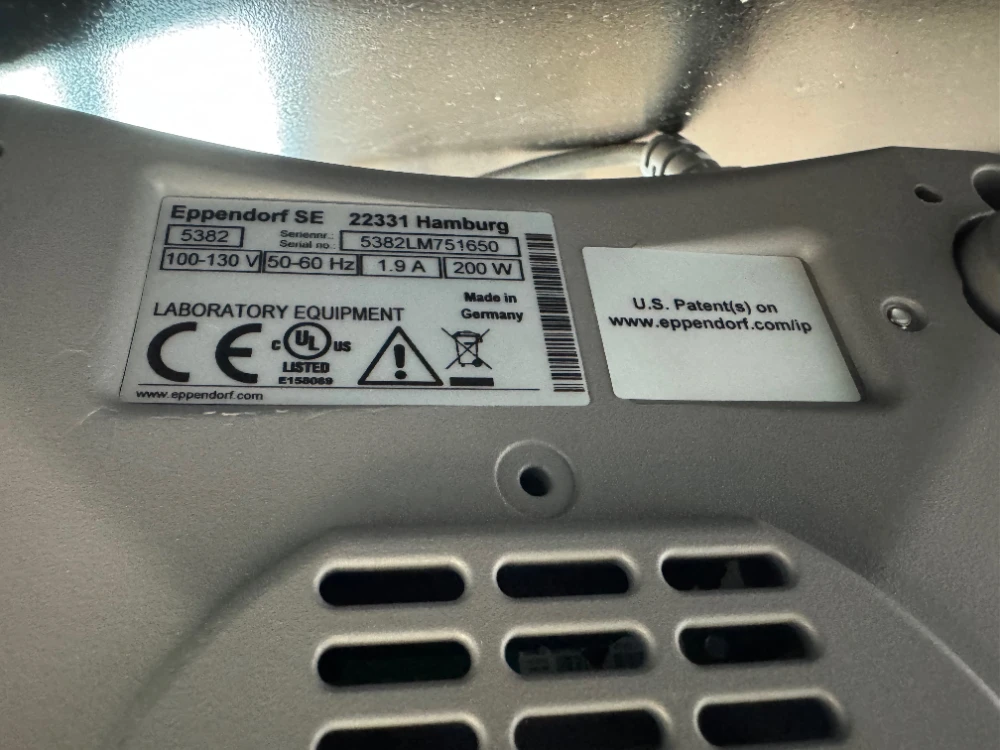 Eppendorf SE 22331 Hamburg
5382 Seriennr.: Serial no.: 5382LM751650
100-130 V 50-60 Hz 1.9 A 200 W
Made in
Germany
LABORATORY EQUIPMENT
CE c UL US
LISTED
E158069
www.eppendorf.com
U.S. Patent(s) on
www.eppendorf.com/ip